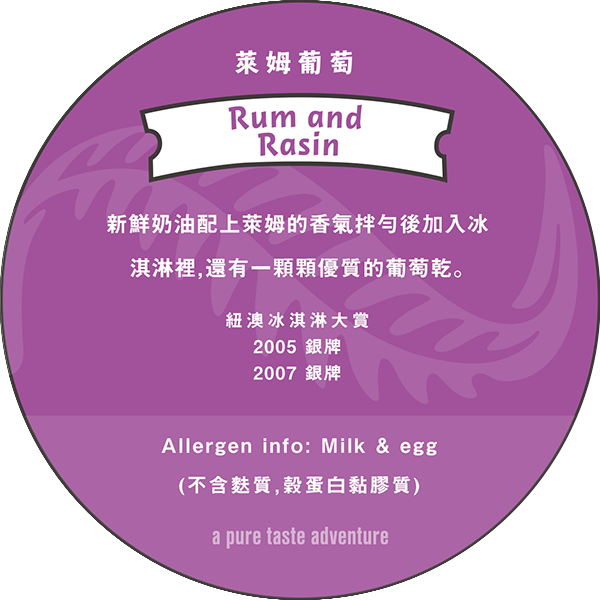 萊姆葡萄
Rum and
Rasin
新鮮奶油配上萊姆的香氣拌勻後加入冰
淇淋裡,還有一顆顆優質的葡萄乾。
紐澳冰淇淋大賞
2005 銀牌
2007 銀牌
Allergen info: Milk & egg
(不含麩質,穀蛋白黏膠質)
a pure taste adventure